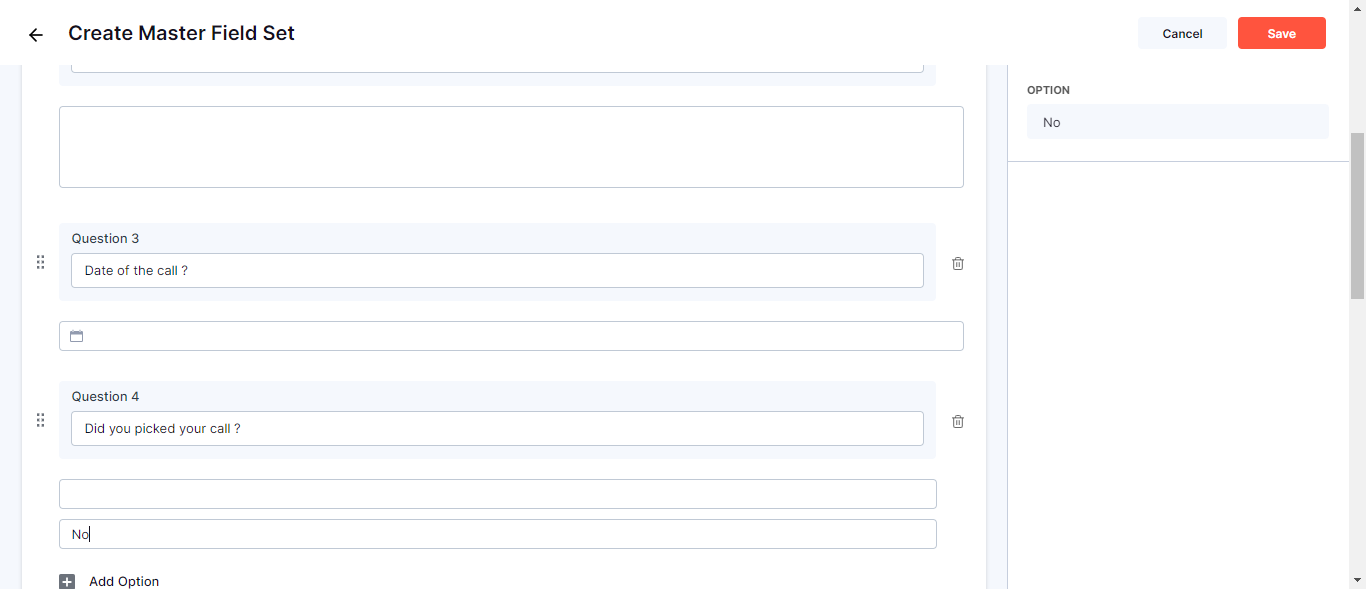 Create Master Field Set
Cancel
Save
OPTION
No
Question 3
Date of the call ?
Question 4
Did you picked your call ?
No
Add Option